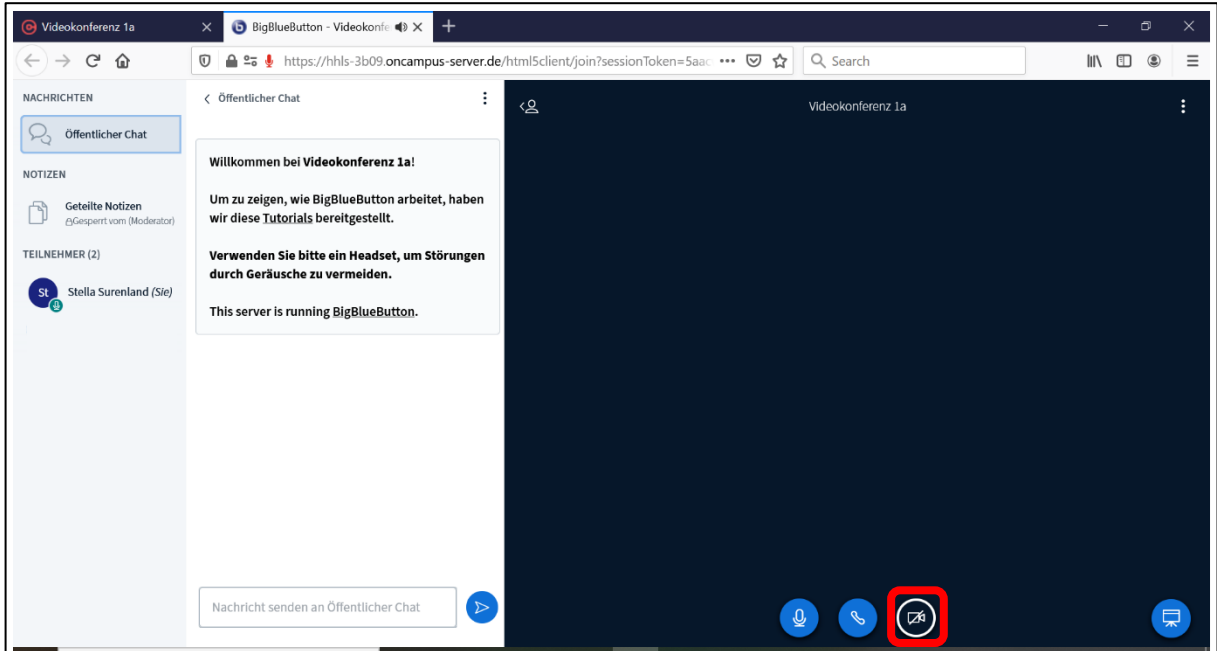 Videokonferenz 1a
BigBlueButton - Videokonfe
https://hhls-3b09.oncampus-server.de/html5client/join?sessionToken=5aac
Search
NACHRICHTEN
Öffentlicher Chat
NOTIZEN
Geteilte Notizen
Gesperrt vom (Moderator)
TEILNEHMER (2)
St
Stella Surenland (Sie)
Öffentlicher Chat
Willkommen bei Videokonferenz 1a!
Um zu zeigen, wie BigBlueButton arbeitet, haben
wir diese Tutorials bereitgestellt.
Verwenden Sie bitte ein Headset, um Störungen
durch Geräusche zu vermeiden.
This server is running BigBlueButton.
Nachricht senden an Öffentlicher Chat
Videokonferenz 1a